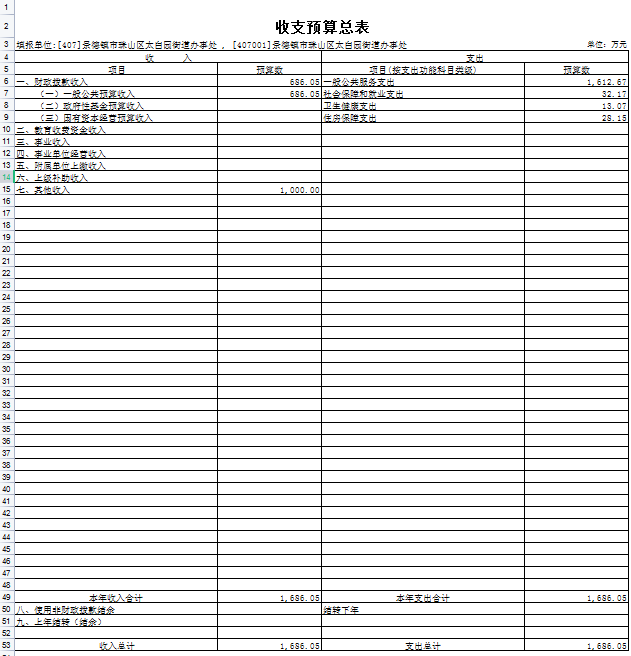 1
2 收支预算总表
3 填报单位:[407]景德镇市珠山区太白园街道办事处 , [407001]景德镇市珠山区太白园街道办事处 单位: 万元
4 收 入 支出
5 项目 预算数 项目(按支出功能科目类级) 预算数
6 一、财政拨款收入 686.05 一般公共服务支出 1,612.67
7 (一)一般公共预算收入 686.05 社会保障和就业支出 32.17
8 (二)政府性基金预算收入 卫生健康支出 13.07
9 (三)国有资本经营预算收入 住房保障支出 28.15
10 二、教育收费资金收入
11 三、事业收入
12 四、事业单位经营收入
13 五、附属单位上缴收入
14 六、上级补助收入
15 七、其他收入 1,000.00
16
17
18
19
20
21
22
23
24
25
26
27
28
29
30
31
32
33
34
35
36
37
38
39
40
41
42
43
44
45
46
47
48
49 本年收入合计 1,686.05 本年支出合计 1,686.05
50 八、使用非财政拨款结余 结转下年
51 九、上年结转(结余)
52
53 收入总计 1,686.05 支出总计 1,686.05